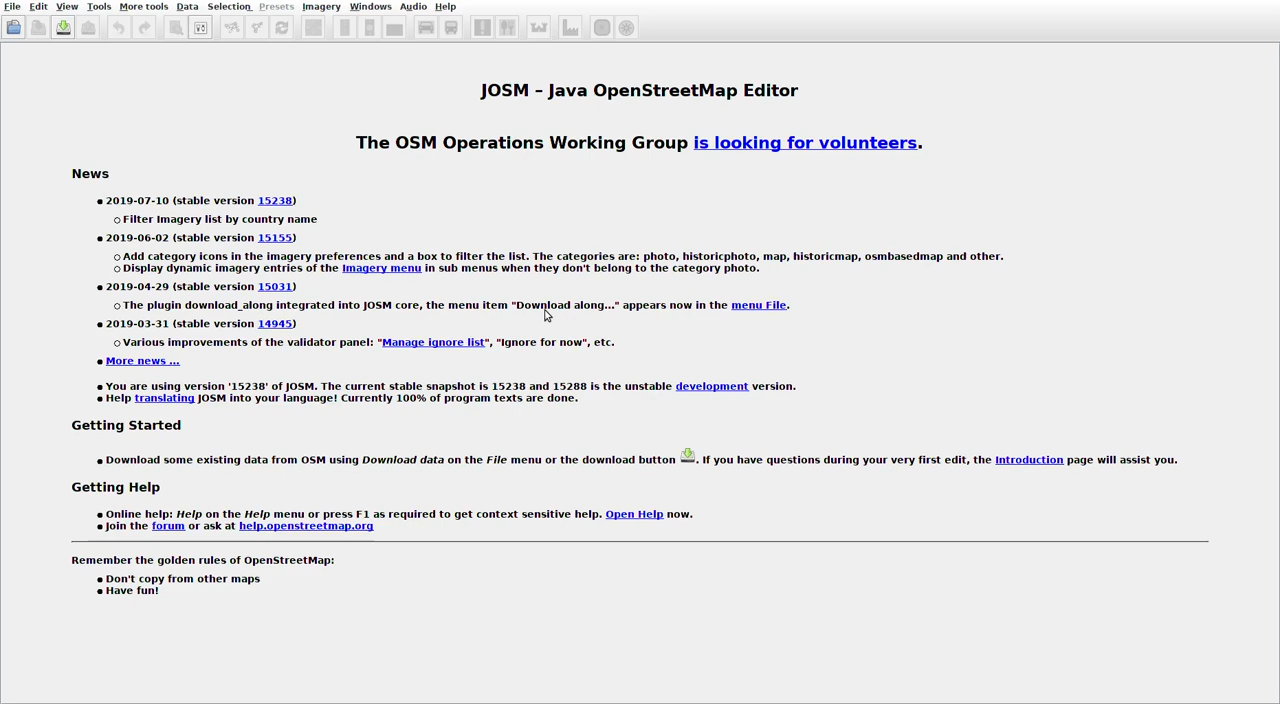 File Edit View Tools More tools Data Selection Presets Imagery Windows Audio Help
JOSM – Java OpenStreetMap Editor
The OSM Operations Working Group is looking for volunteers.
News
2019-07-10 (stable version 15238)
Filter Imagery list by country name
2019-06-02 (stable version 15155)
Add category icons in the imagery preferences and a box to filter the list. The categories are: photo, historicphoto, map, historicmap, osmbasedmap and other.
Display dynamic imagery entries of the Imagery menu in sub menus when they don't belong to the category photo.
2019-04-29 (stable version 15031)
The plugin download_along integrated into JOSM core, the menu item "Download along..." appears now in the menu File.
2019-03-31 (stable version 14945)
Various improvements of the validator panel: "Manage ignore list", "Ignore for now", etc.
More news ...
You are using version '15238' of JOSM. The current stable snapshot is 15238 and 15288 is the unstable development version.
Help translating JOSM into your language! Currently 100% of program texts are done.
Getting Started
Download some existing data from OSM using Download data on the File menu or the download button . If you have questions during your very first edit, the Introduction page will assist you.
Getting Help
Online help: Help on the Help menu or press F1 as required to get context sensitive help. Open Help now.
Join the forum or ask at help.openstreetmap.org
Remember the golden rules of OpenStreetMap:
Don't copy from other maps
Have fun!